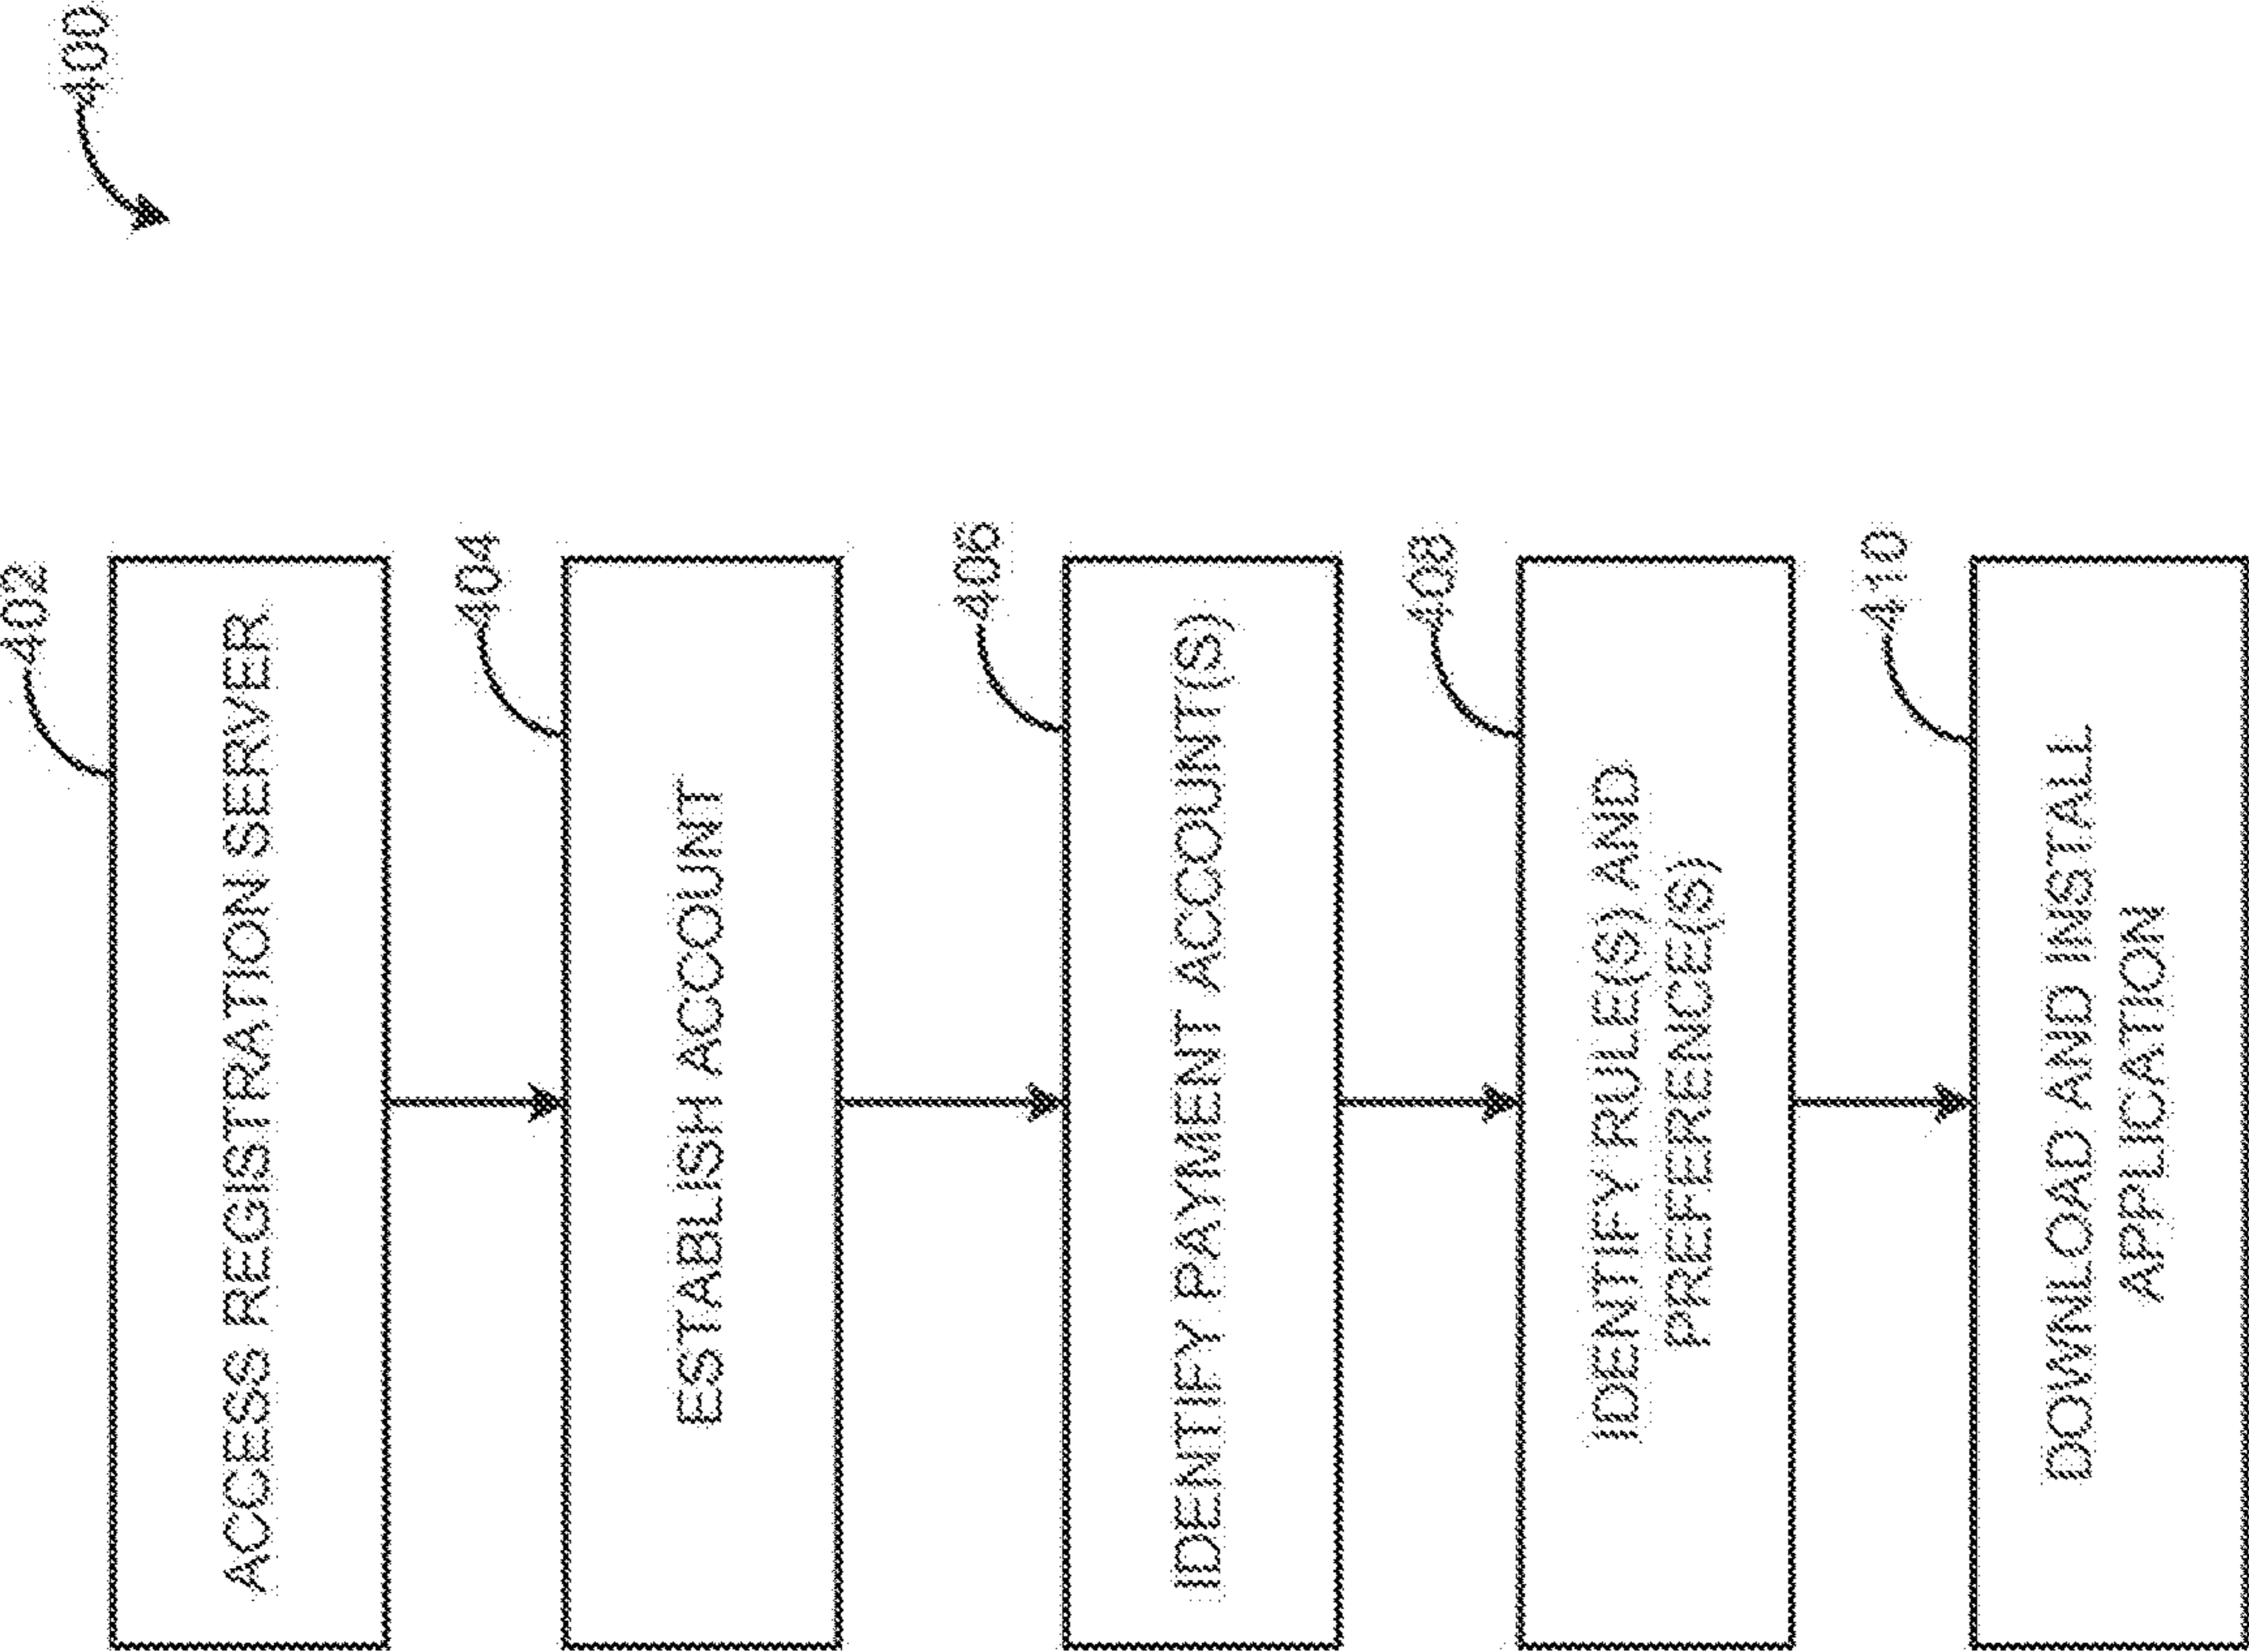 400
402
ACCESS REGISTRATION SERVER
404
ESTABLISH ACCOUNT
406
IDENTIFY PAYMENT ACCOUNT(S)
408
IDENTIFY RULE(S) AND
PREFERENCE(S)
410
DOWNLOAD AND INSTALL
APPLICATION